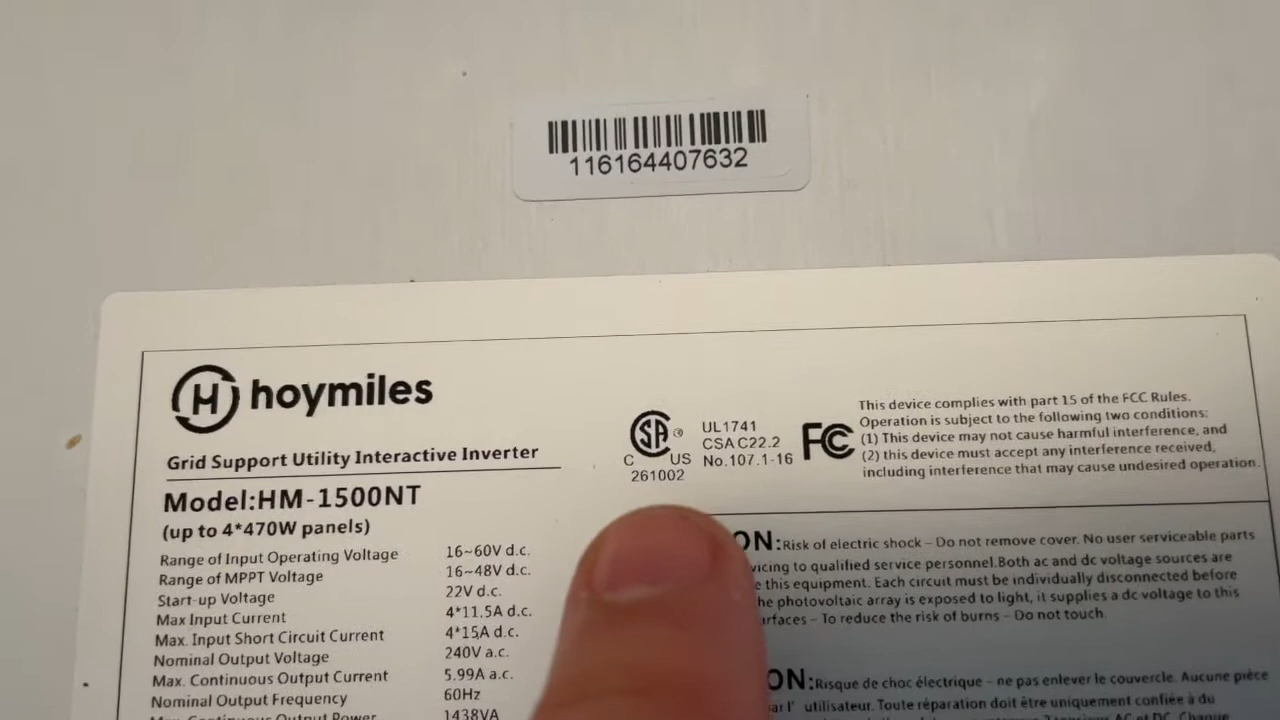 116164407632
hoymiles
Grid Support Utility Interactive Inverter
Model:HM-1500NT
(up to 4*470W panels)
Range of Input Operating Voltage 16~60V d.c.
Range of MPPT Voltage 16~48V d.c.
Start-up Voltage 22V d.c.
Max Input Current 4*11.5A d.c.
Max. Input Short Circuit Current 4*15A d.c.
Nominal Output Voltage 240V a.c.
Max. Continuous Output Current 5.99A a.c.
Nominal Output Frequency 60Hz
Max. Continuous Output Power 1438VA
SA ®
C US
261002
UL1741
CSA C22.2
No.107.1-16
FC
This device complies with part 15 of the FCC Rules.
Operation is subject to the following two conditions:
(1) This device may not cause harmful interference, and
(2) this device must accept any interference received,
including interference that may cause undesired operation.
ON:Risk of electric shock – Do not remove cover. No user serviceable parts
vicing to qualified service personnel.Both ac and dc voltage sources are
this equipment. Each circuit must be individually disconnected before
he photovoltaic array is exposed to light, it supplies a dc voltage to this
rfaces – To reduce the risk of burns – Do not touch.
ON:Risque de choc électrique – ne pas enlever le couvercle. Aucune pièce
ar l' utilisateur. Toute réparation doit être uniquement confiée à du